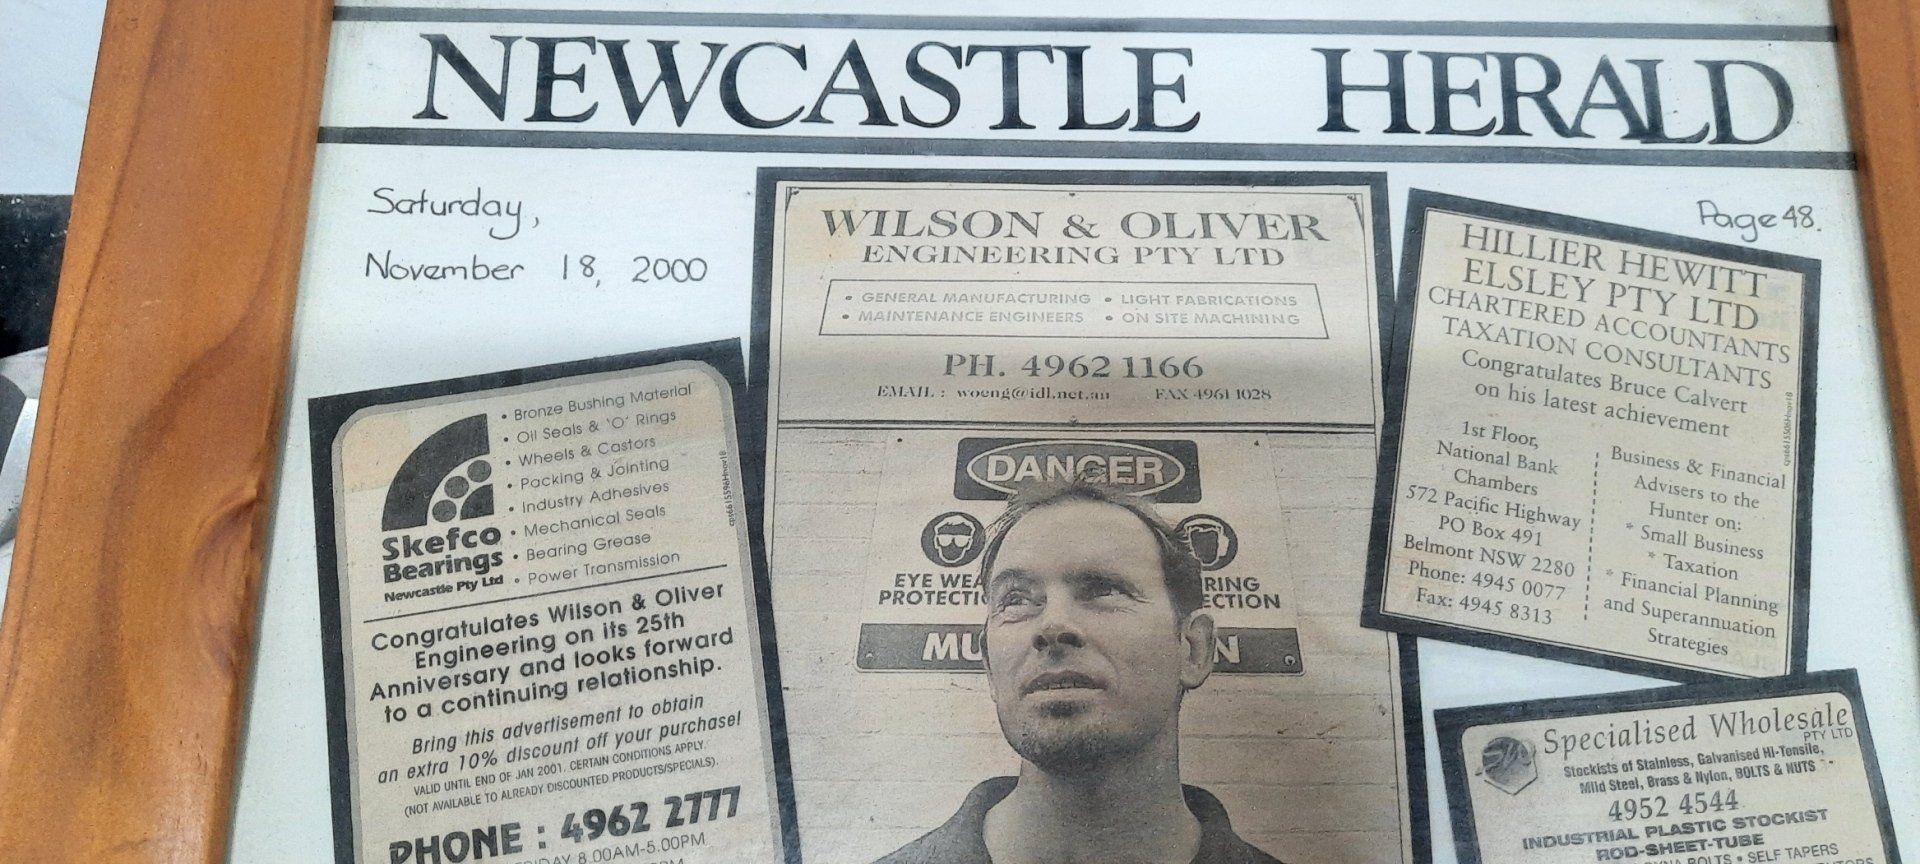 NEWCASTLE HERALD
Saturday,
November 18, 2000
Page 48.
WILSON & OLIVER
ENGINEERING PTY LTD
• GENERAL MANUFACTURING • LIGHT FABRICATIONS
• MAINTENANCE ENGINEERS • ON SITE MACHINING
PH. 4962 1166
EMAIL : woeng@idl.net.au FAX 4961 1028
DANGER
EYE WEA
PROTECTI
RING
ECTION
MU
N
HILLIER HEWITT
ELSLEY PTY LTD
CHARTERED ACCOUNTANTS
TAXATION CONSULTANTS
Congratulates Bruce Calvert
on his latest achievement
1st Floor,
National Bank
Chambers
572 Pacific Highway
PO Box 491
Belmont NSW 2280
Phone: 4945 0077
Fax: 4945 8313
Business & Financial
Advisers to the
Hunter on:
* Small Business
* Taxation
* Financial Planning
and Superannuation
Strategies
Skefco
Bearings
Newcastle Pty Ltd
• Bronze Bushing Material
• Oil Seals & 'O' Rings
• Wheels & Castors
• Packing & Jointing
• Industry Adhesives
• Mechanical Seals
• Bearing Grease
• Power Transmission
Congratulates Wilson & Oliver
Engineering on its 25th
Anniversary and looks forward
to a continuing relationship.
Bring this advertisement to obtain
an extra 10% discount off your purchase!
VALID UNTIL END OF JAN 2001. CERTAIN CONDITIONS APPLY.
(NOT AVAILABLE TO ALREADY DISCOUNTED PRODUCTS/SPECIALS).
PHONE : 4962 2777
FRIDAY 8.00AM-5.00PM
Specialised Wholesale
PTY LTD
Stockists of Stainless, Galvanised Hi-Tensile,
Mild Steel, Brass & Nylon, BOLTS & NUTS
4952 4544
INDUSTRIAL PLASTIC STOCKIST
ROD-SHEET-TUBE
BOLTS • SELF TAPERS